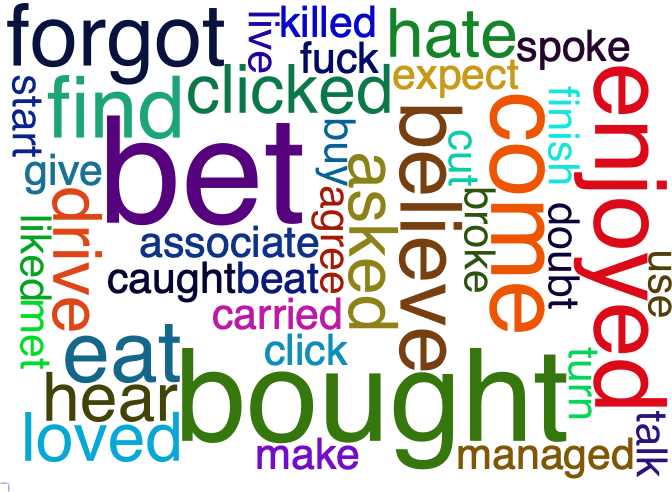 forgot
live
killed
hate
spoke
fuck
start
find
clicked
expect
enjoyed
finish
come
believe
bet
buy
cut
give
asked
drive
agree
broke
doubt
liked
associate
use
caught
beat
met
carried
eat
click
bought
turn
hear
loved
make
managed
talk